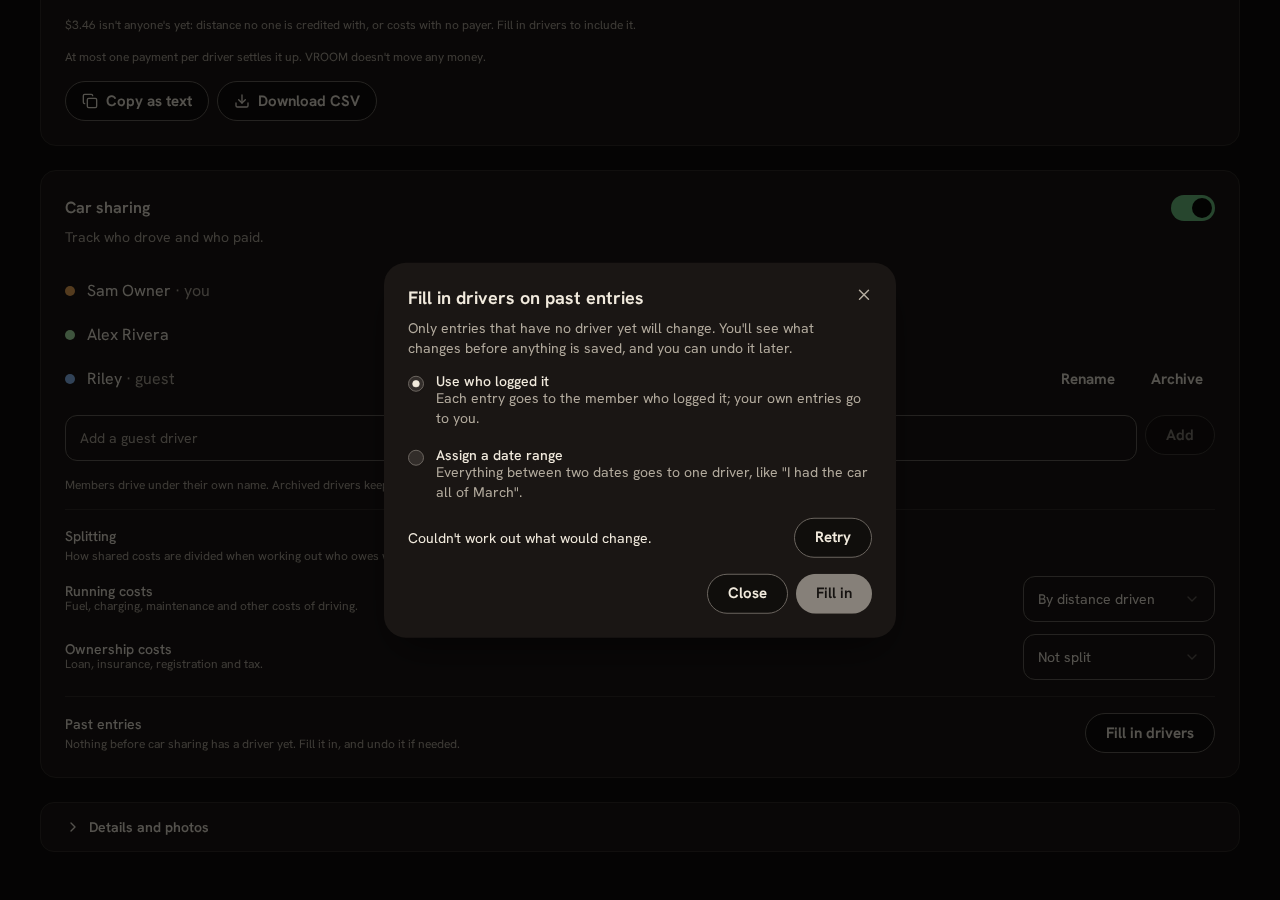 $3.46 isn't anyone's yet: distance no one is credited with, or costs with no payer. Fill in drivers to include it.
At most one payment per driver settles it up. VROOM doesn't move any money.
Copy as text
Download CSV
Car sharing
Track who drove and who paid.
Sam Owner · you
Alex Rivera
Riley · guest
Rename
Archive
Add a guest driver
Add
Members drive under their own name. Archived drivers
Splitting
How shared costs are divided when working out who owes
Running costs
Fuel, charging, maintenance and other costs of driving.
By distance driven
Ownership costs
Loan, insurance, registration and tax.
Not split
Past entries
Nothing before car sharing has a driver yet. Fill it in, and undo it if needed.
Fill in drivers
Details and photos
Fill in drivers on past entries
Only entries that have no driver yet will change. You'll see what
changes before anything is saved, and you can undo it later.
Use who logged it
Each entry goes to the member who logged it; your own entries go
to you.
Assign a date range
Everything between two dates goes to one driver, like "I had the car
all of March".
Couldn't work out what would change.
Retry
Close
Fill in